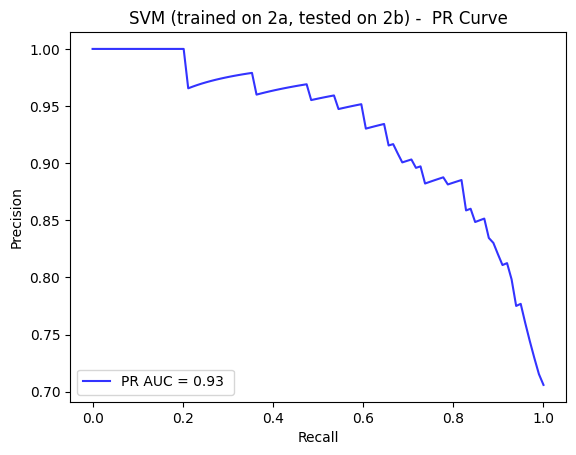 SVM (trained on 2a, tested on 2b) -  PR Curve
1.00
0.95
0.90
0.85
0.80
0.75
0.70
Precision
PR AUC = 0.93
0.0 0.2 0.4 0.6 0.8 1.0
Recall